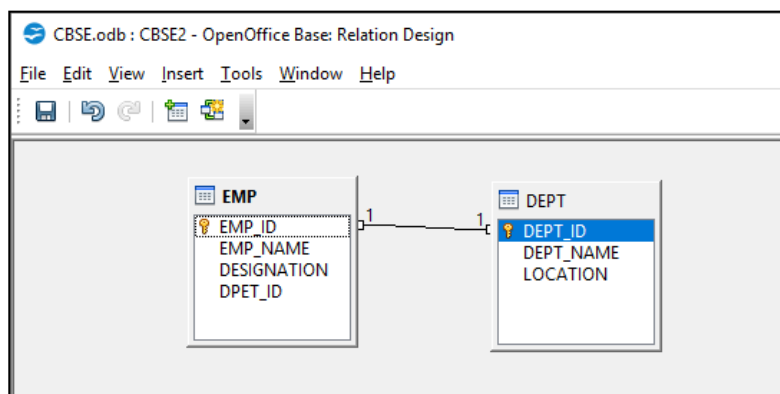 CBSE.odb : CBSE2 - OpenOffice Base: Relation Design
File Edit View Insert Tools Window Help
EMP
EMP_ID
EMP_NAME
DESIGNATION
DPET_ID
1
1
DEPT
DEPT_ID
DEPT_NAME
LOCATION